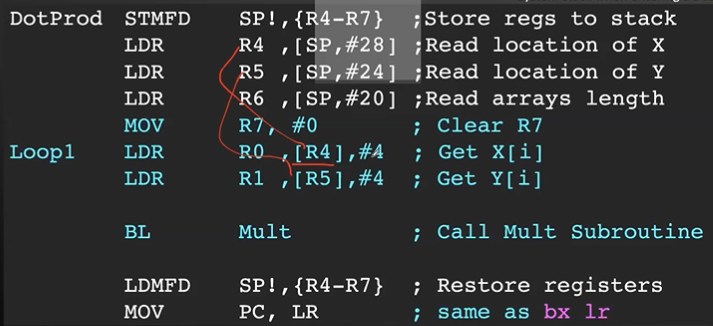 DotProd STMFD SP!,{R4-R7} ;Store regs to stack
LDR R4 ,[SP,#28] ;Read location of X
LDR R5 ,[SP,#24] ;Read location of Y
LDR R6 ,[SP,#20] ;Read arrays length
MOV R7, #0 ; Clear R7
Loop1 LDR R0 ,[R4],#4 ; Get X[i]
LDR R1 ,[R5],#4 ; Get Y[i]
BL Mult ; Call Mult Subroutine
LDMFD SP!,{R4-R7} ; Restore registers
MOV PC, LR ; same as bx lr